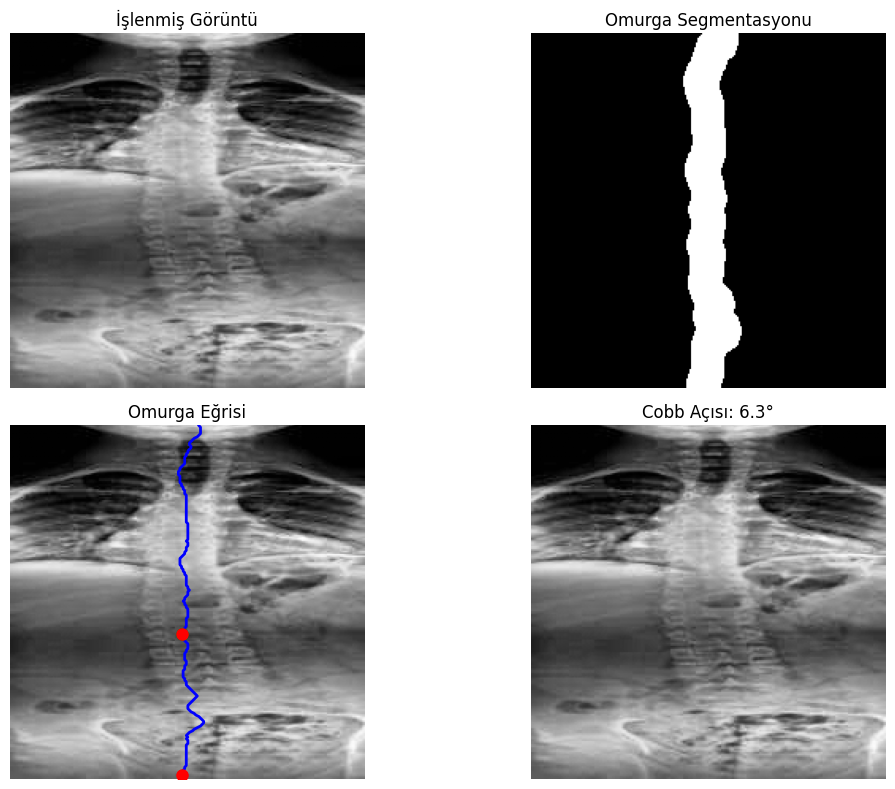 İşlenmiş Görüntü
Omurga Segmentasyonu
Omurga Eğrisi
Cobb Açısı: 6.3°